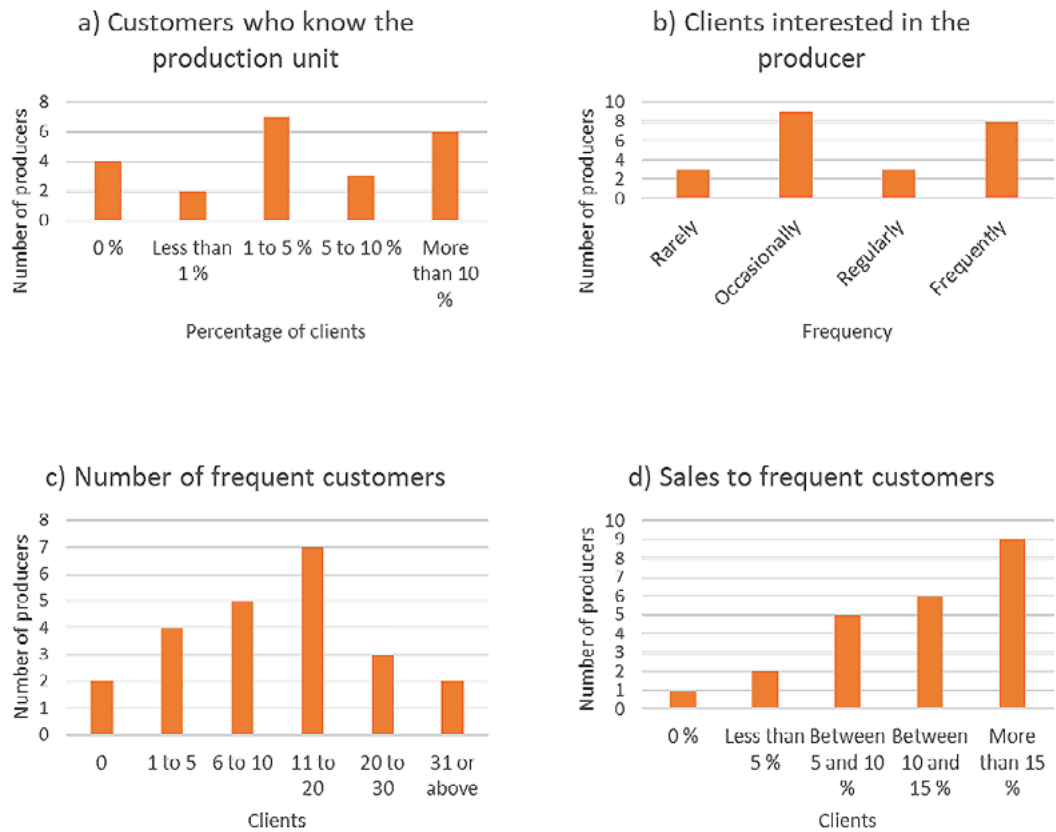 a) Customers who know the
production unit
Number of producers
8
6
4
2
0
0 %
Less than
1 %
1 to 5 %
5 to 10 %
More
than 10
%
Percentage of clients
b) Clients interested in the
producer
Number of producers
10
8
6
4
2
0
Rarely
Occasionally
Regularly
Frequently
Frequency
c) Number of frequent customers
Number of producers
8
7
6
5
4
3
2
1
0
0
1 to 5
6 to 10
11 to
20
20 to
30
31 or
above
Clients
d) Sales to frequent customers
Number of producers
10
9
8
7
6
5
4
3
2
1
0
0 %
Less than
5 %
Between
5 and 10
%
Between
10 and
15 %
More
than 15
%
Clients